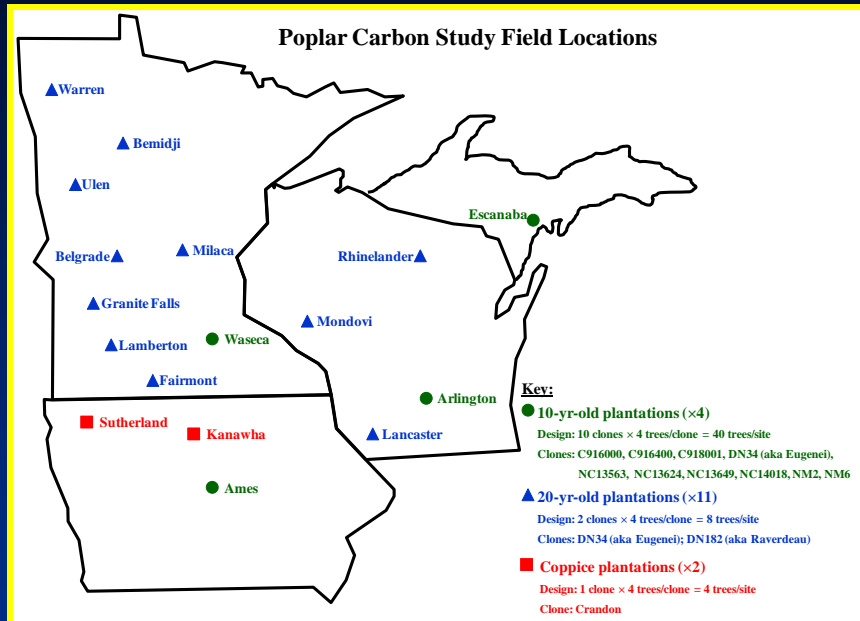 Poplar Carbon Study Field Locations
Warren
Bemidji
Ulen
Escanaba
Belgrade
Milaca
Rhinelander
Granite Falls
Mondovi
Lamberton
Waseca
Fairmont
Arlington
Sutherland
Kanawha
Lancaster
Ames
Key:
10-yr-old plantations (×4)
Design: 10 clones × 4 trees/clone = 40 trees/site
Clones: C916000, C916400, C918001, DN34 (aka Eugenei),
NC13563, NC13624, NC13649, NC14018, NM2, NM6
20-yr-old plantations (×11)
Design: 2 clones × 4 trees/clone = 8 trees/site
Clones: DN34 (aka Eugenei); DN182 (aka Raverdeau)
Coppice plantations (×2)
Design: 1 clone × 4 trees/clone = 4 trees/site
Clone: Crandon